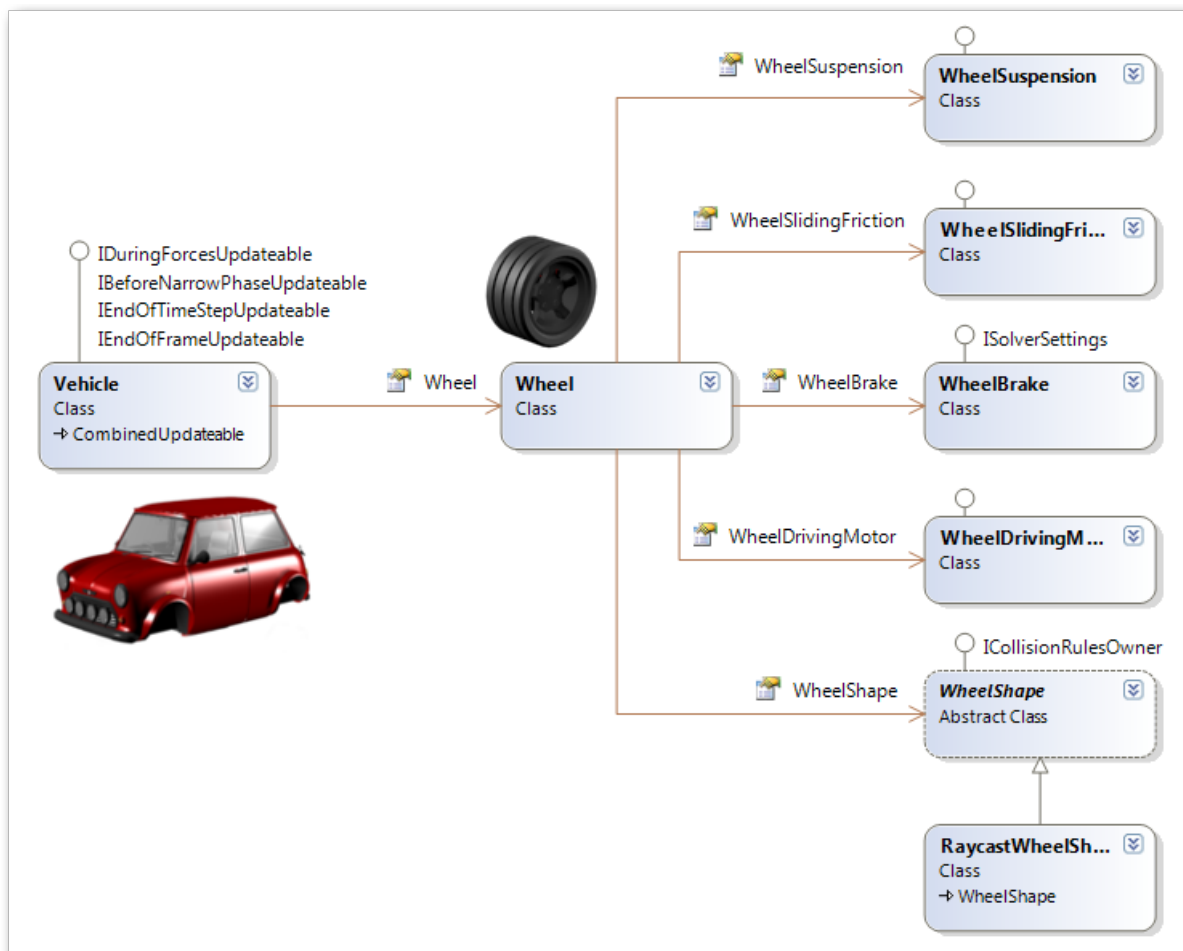 WheelSuspension
WheelSuspension
Class
WheelSlidingFriction
WheelSlidingFri...
Class
IDuringForcesUpdateable
IBeforeNarrowPhaseUpdateable
IEndOfTimeStepUpdateable
IEndOfFrameUpdateable
Vehicle
Class
CombinedUpdateable
Wheel
Wheel
Class
ISolverSettings
WheelBrake
WheelBrake
Class
WheelDrivingMotor
WheelDrivingM...
Class
ICollisionRulesOwner
WheelShape
WheelShape
Abstract Class
RaycastWheelSh...
Class
WheelShape